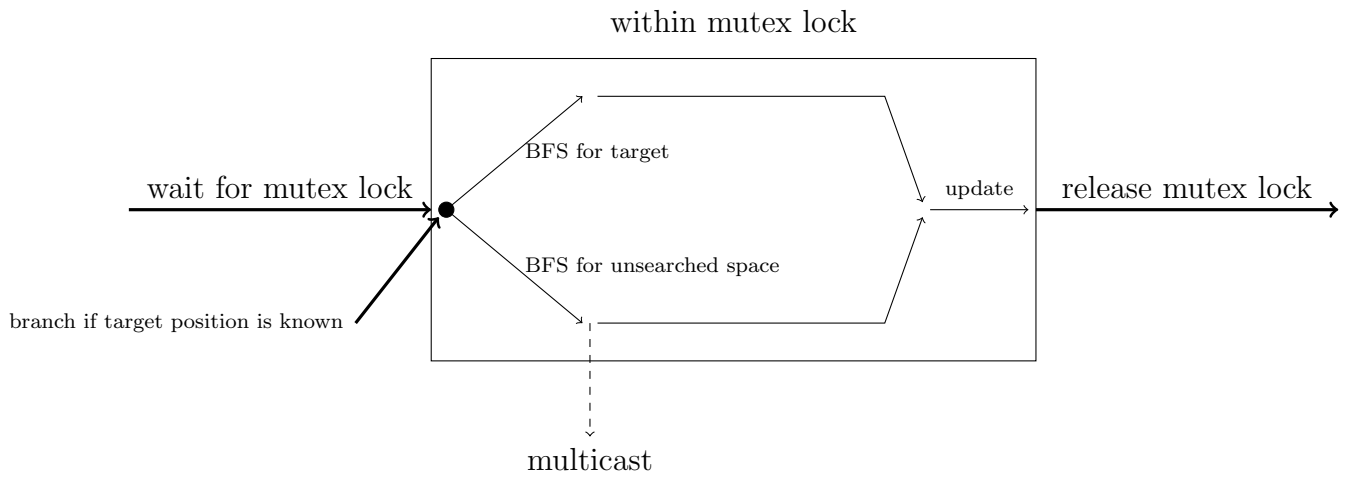 within mutex lock
BFS for target
wait for mutex lock
update
release mutex lock
BFS for unsearched space
branch if target position is known
multicast